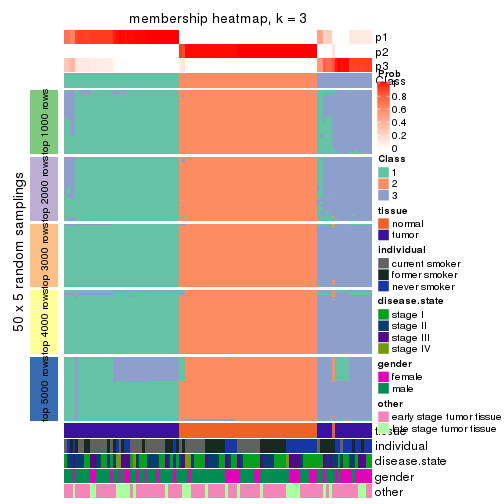 membership heatmap, k = 3
p1
p2
p3
Class
50 x 5 random samplings
top 1000 rows
top 2000 rows
top 3000 rows
top 4000 rows
top 5000 rows
Prob
1
0.8
0.6
0.4
0.2
0
Class
1
2
3
tissue
normal
tumor
individual
current smoker
former smoker
never smoker
disease.state
stage I
stage II
stage III
stage IV
gender
female
male
other
early stage tumor tissue
late stage tumor tissue
tissue
individual
disease.state
gender
other